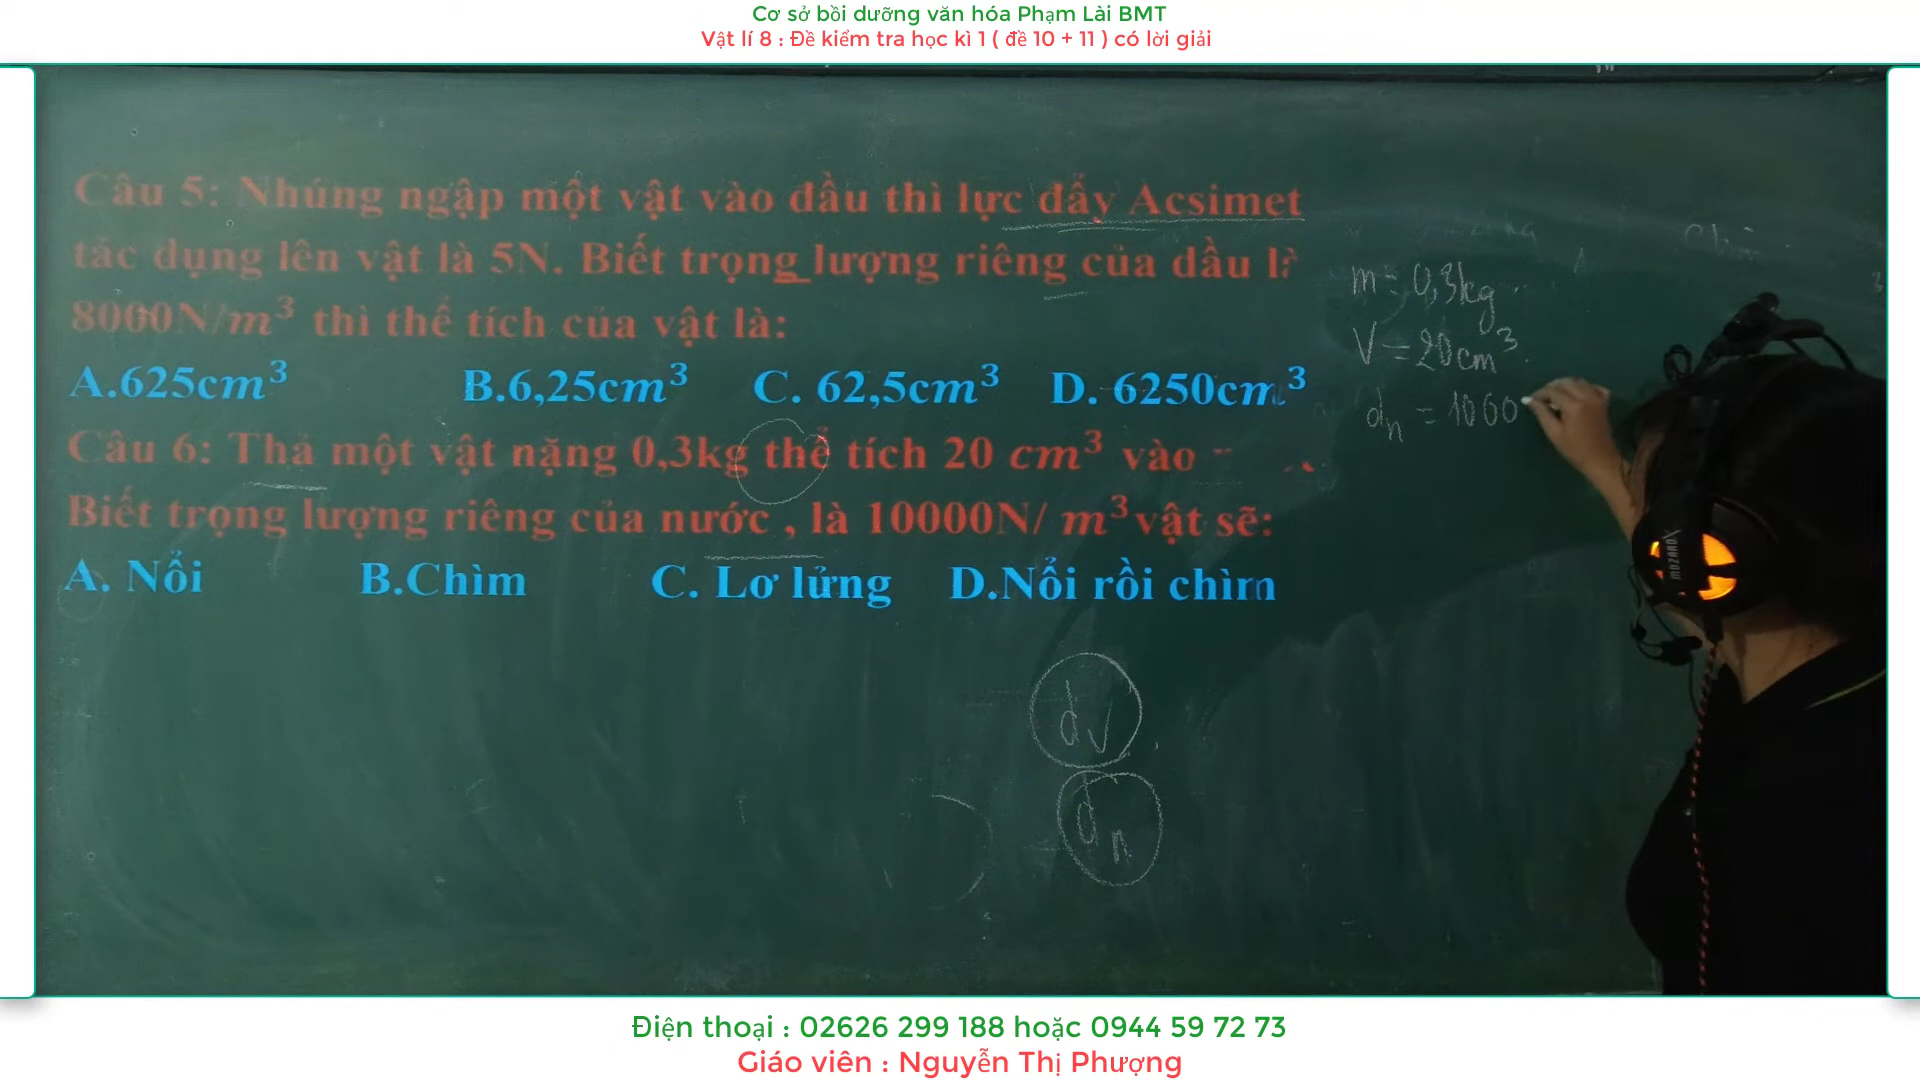 Cơ sở bồi dưỡng văn hóa Phạm Lài BMT
Vật lí 8 : Đề kiểm tra học kì 1 ( đề 10 + 11 ) có lời giải
Câu 5: Nhúng ngập một vật vào đầu thì lực đẩy Acsimet
tác dụng lên vật là 5N. Biết trọng lượng riêng của dầu là
8000N/m³ thì thể tích của vật là:
A.625cm³ B.6,25cm³ C. 62,5cm³ D. 6250cm³
Câu 6: Thả một vật nặng 0,3kg thể tích 20 cm³ vào
Biết trọng lượng riêng của nước , là 10000N/ m³ vật sẽ:
A. Nổi B.Chìm C. Lơ lửng D.Nổi rồi chìm
m = 0,3kg
V = 20cm³
dn = 1000
dv
dn
MOZARDX
Điện thoại : 02626 299 188 hoặc 0944 59 72 73
Giáo viên : Nguyễn Thị Phượng